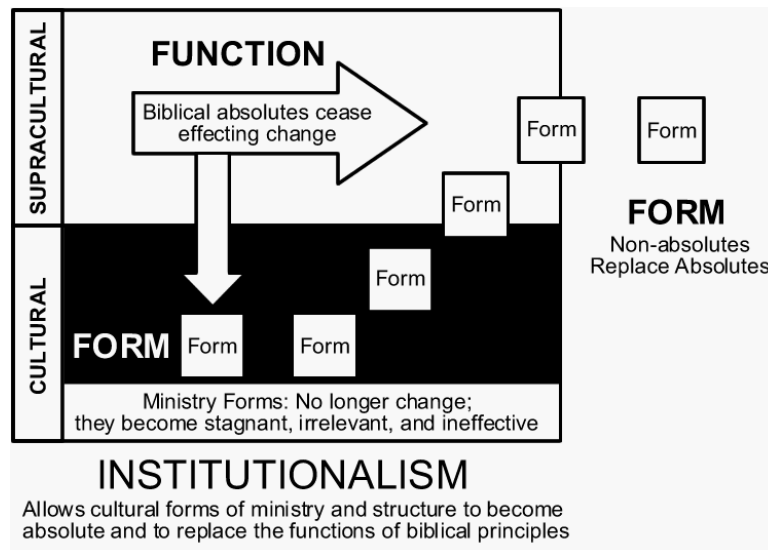 SUPRACULTURAL
FUNCTION
Biblical absolutes cease
effecting change
Form
Form
Form
FORM
Non-absolutes
Replace Absolutes
CULTURAL
Form
FORM
Form
Form
Ministry Forms: No longer change;
they become stagnant, irrelevant, and ineffective
INSTITUTIONALISM
Allows cultural forms of ministry and structure to become
absolute and to replace the functions of biblical principles